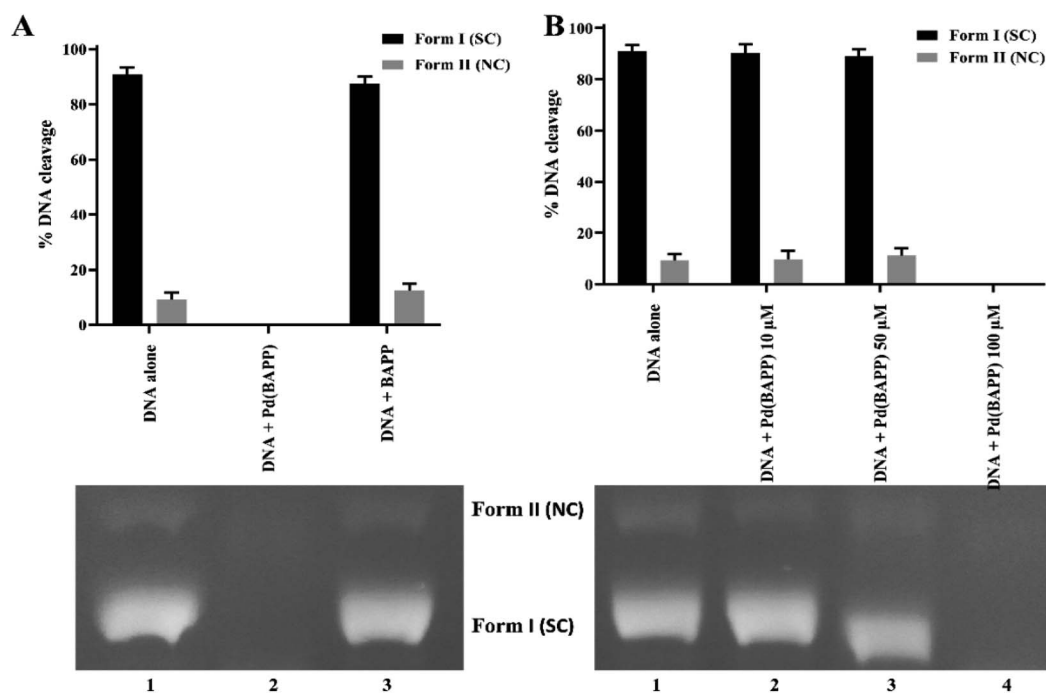 A
Form I (SC)
Form II (NC)
% DNA cleavage
100
80
60
40
20
0
DNA alone
DNA + Pd(BAPP)
DNA + BAPP
B
Form I (SC)
Form II (NC)
% DNA cleavage
100
80
60
40
20
0
DNA alone
DNA + Pd(BAPP) 10 µM
DNA + Pd(BAPP) 50 µM
DNA + Pd(BAPP) 100 µM
Form II (NC)
Form I (SC)
1 2 3
1 2 3 4